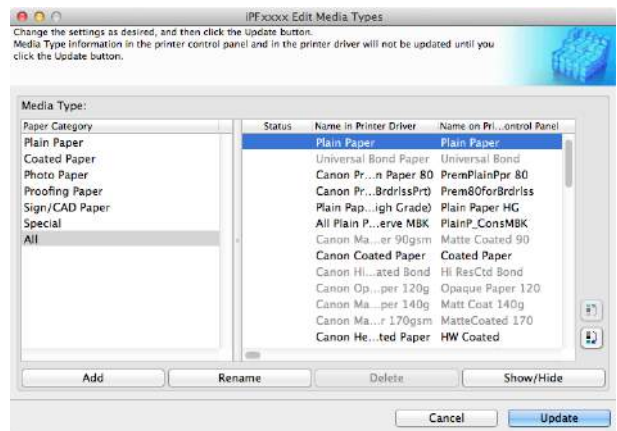 iPFxxxx Edit Media Types
Change the settings as desired, and then click the Update button.
Media Type information in the printer control panel and in the printer driver will not be updated until you
click the Update button.
Media Type:
Paper Category
Plain Paper
Coated Paper
Photo Paper
Proofing Paper
Sign/CAD Paper
Special
All
Status Name in Printer Driver Name on Pri...ontrol Panel
Plain Paper Plain Paper
Universal Bond Paper Universal Bond
Canon Pr...n Paper 80 PremPlainPpr 80
Canon Pr...BrdrlssPrt) Prem80forBrdrlss
Plain Pap...igh Grade) Plain Paper HG
All Plain P...erve MBK PlainP_ConsMBK
Canon Ma...er 90gsm Matte Coated 90
Canon Coated Paper Coated Paper
Canon Hi...ated Bond Hi ResCtd Bond
Canon Op...per 120g Opaque Paper 120
Canon Ma...per 140g Matt Coat 140g
Canon Ma...r 170gsm MatteCoated 170
Canon He...ted Paper HW Coated
Add Rename Delete Show/Hide
Cancel Update